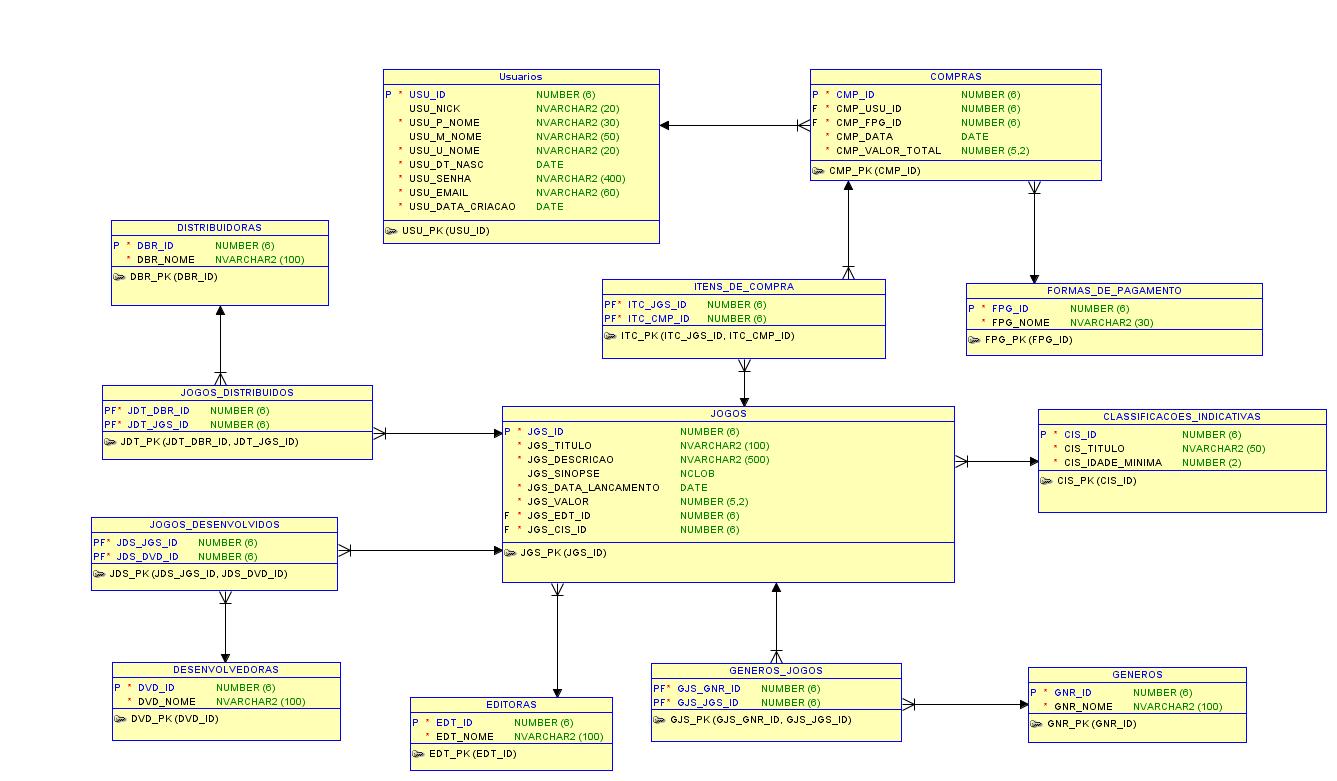 Usuarios
P * USU_ID NUMBER (6)
USU_NICK NVARCHAR2 (20)
* USU_P_NOME NVARCHAR2 (30)
USU_M_NOME NVARCHAR2 (50)
* USU_U_NOME NVARCHAR2 (20)
* USU_DT_NASC DATE
* USU_SENHA NVARCHAR2 (400)
* USU_EMAIL NVARCHAR2 (60)
* USU_DATA_CRIACAO DATE
USU_PK (USU_ID)
COMPRAS
P * CMP_ID NUMBER (6)
F * CMP_USU_ID NUMBER (6)
F * CMP_FPG_ID NUMBER (6)
* CMP_DATA DATE
* CMP_VALOR_TOTAL NUMBER (5,2)
CMP_PK (CMP_ID)
DISTRIBUIDORAS
P * DBR_ID NUMBER (6)
* DBR_NOME NVARCHAR2 (100)
DBR_PK (DBR_ID)
ITENS_DE_COMPRA
PF* ITC_JGS_ID NUMBER (6)
PF* ITC_CMP_ID NUMBER (6)
ITC_PK (ITC_JGS_ID, ITC_CMP_ID)
FORMAS_DE_PAGAMENTO
P * FPG_ID NUMBER (6)
* FPG_NOME NVARCHAR2 (30)
FPG_PK (FPG_ID)
JOGOS_DISTRIBUIDOS
PF* JDT_DBR_ID NUMBER (6)
PF* JDT_JGS_ID NUMBER (6)
JDT_PK (JDT_DBR_ID, JDT_JGS_ID)
JOGOS
P * JGS_ID NUMBER (6)
* JGS_TITULO NVARCHAR2 (100)
* JGS_DESCRICAO NVARCHAR2 (500)
JGS_SINOPSE NCLOB
* JGS_DATA_LANCAMENTO DATE
* JGS_VALOR NUMBER (5,2)
F * JGS_EDT_ID NUMBER (6)
F * JGS_CIS_ID NUMBER (6)
JGS_PK (JGS_ID)
CLASSIFICACOES_INDICATIVAS
P * CIS_ID NUMBER (6)
* CIS_TITULO NVARCHAR2 (50)
* CIS_IDADE_MINIMA NUMBER (2)
CIS_PK (CIS_ID)
JOGOS_DESENVOLVIDOS
PF* JDS_JGS_ID NUMBER (6)
PF* JDS_DVD_ID NUMBER (6)
JDS_PK (JDS_JGS_ID, JDS_DVD_ID)
DESENVOLVEDORAS
P * DVD_ID NUMBER (6)
* DVD_NOME NVARCHAR2 (100)
DVD_PK (DVD_ID)
EDITORAS
P * EDT_ID NUMBER (6)
* EDT_NOME NVARCHAR2 (100)
EDT_PK (EDT_ID)
GENEROS_JOGOS
PF* GJS_GNR_ID NUMBER (6)
PF* GJS_JGS_ID NUMBER (6)
GJS_PK (GJS_GNR_ID, GJS_JGS_ID)
GENEROS
P * GNR_ID NUMBER (6)
* GNR_NOME NVARCHAR2 (100)
GNR_PK (GNR_ID)